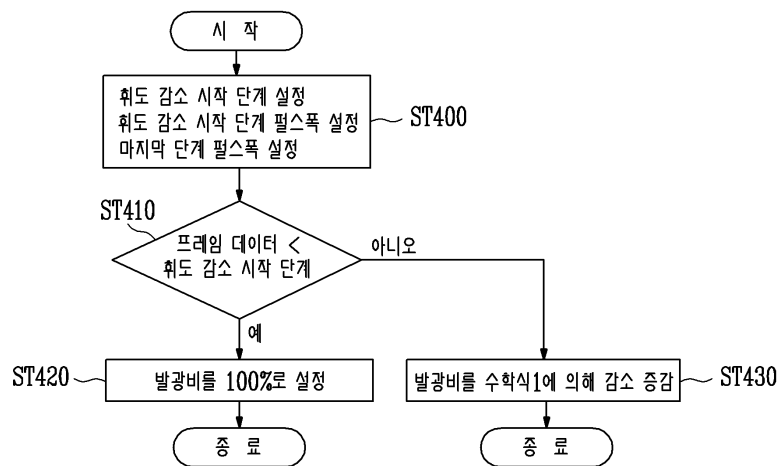 시 작
휘도 감소 시작 단계 설정
휘도 감소 시작 단계 펄스폭 설정
마지막 단계 펄스폭 설정
ST400
ST410
프레임 데이터 <
휘도 감소 시작 단계
아니오
예
ST420
발광비를 100%로 설정
발광비를 수학식1에 의해 감소 증감
ST430
종 료
종 료